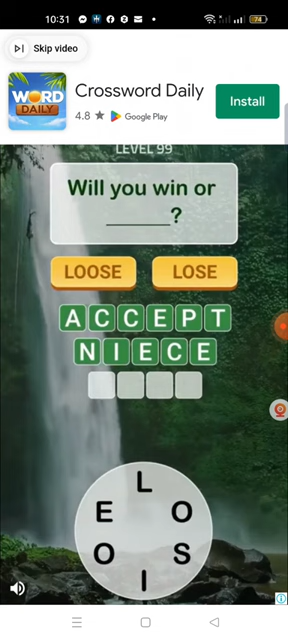 10:31
74
Skip video
WORD
DAILY
Crossword Daily
4.8 ★ Google Play
Install
LEVEL 99
Will you win or
______?
LOOSE LOSE
ACCEPT
NIECE
L
E O
O S
I